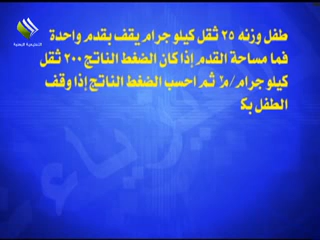 طفل وزنه ٢٥ ثقل كيلو جرام يقف بقدم واحدة
فما مساحة القدم إذا كان الضغط الناتج ٢٠٠ ثقل
كيلو جرام/م٢ ثم احسب الضغط الناتج إذا وقف
الطفل بك